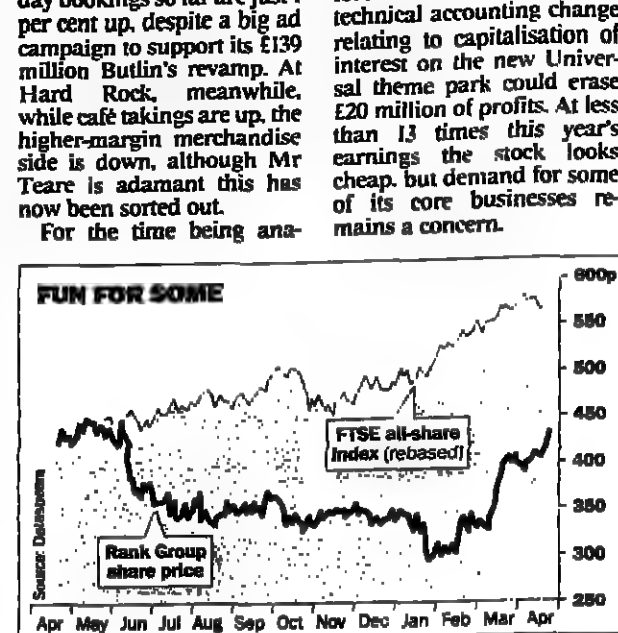 day bookings so far are just
per cent up, despite a big ad
campaign to support its £139
million Butlin's revamp. At
Hard Rock, meanwhile,
while café takings are up, the
higher-margin merchandise
side is down, although Mr
Teare is adamant this has
now been sorted out.
For the time being ana-
technical accounting change
relating to capitalisation of
interest on the new Univer-
sal theme park could erase
£20 million of profits. At less
than 13 times this year's
earnings the stock looks
cheap, but demand for some
of its core businesses re-
mains a concern.
FUN FOR SOME
600p
550
500
450
400
350
300
250
FTSE all-share
index (rebased)
Rank Group
share price
Source: Datastream
Apr May Jun Jul Aug Sep Oct Nov Dec Jan Feb Mar Apr